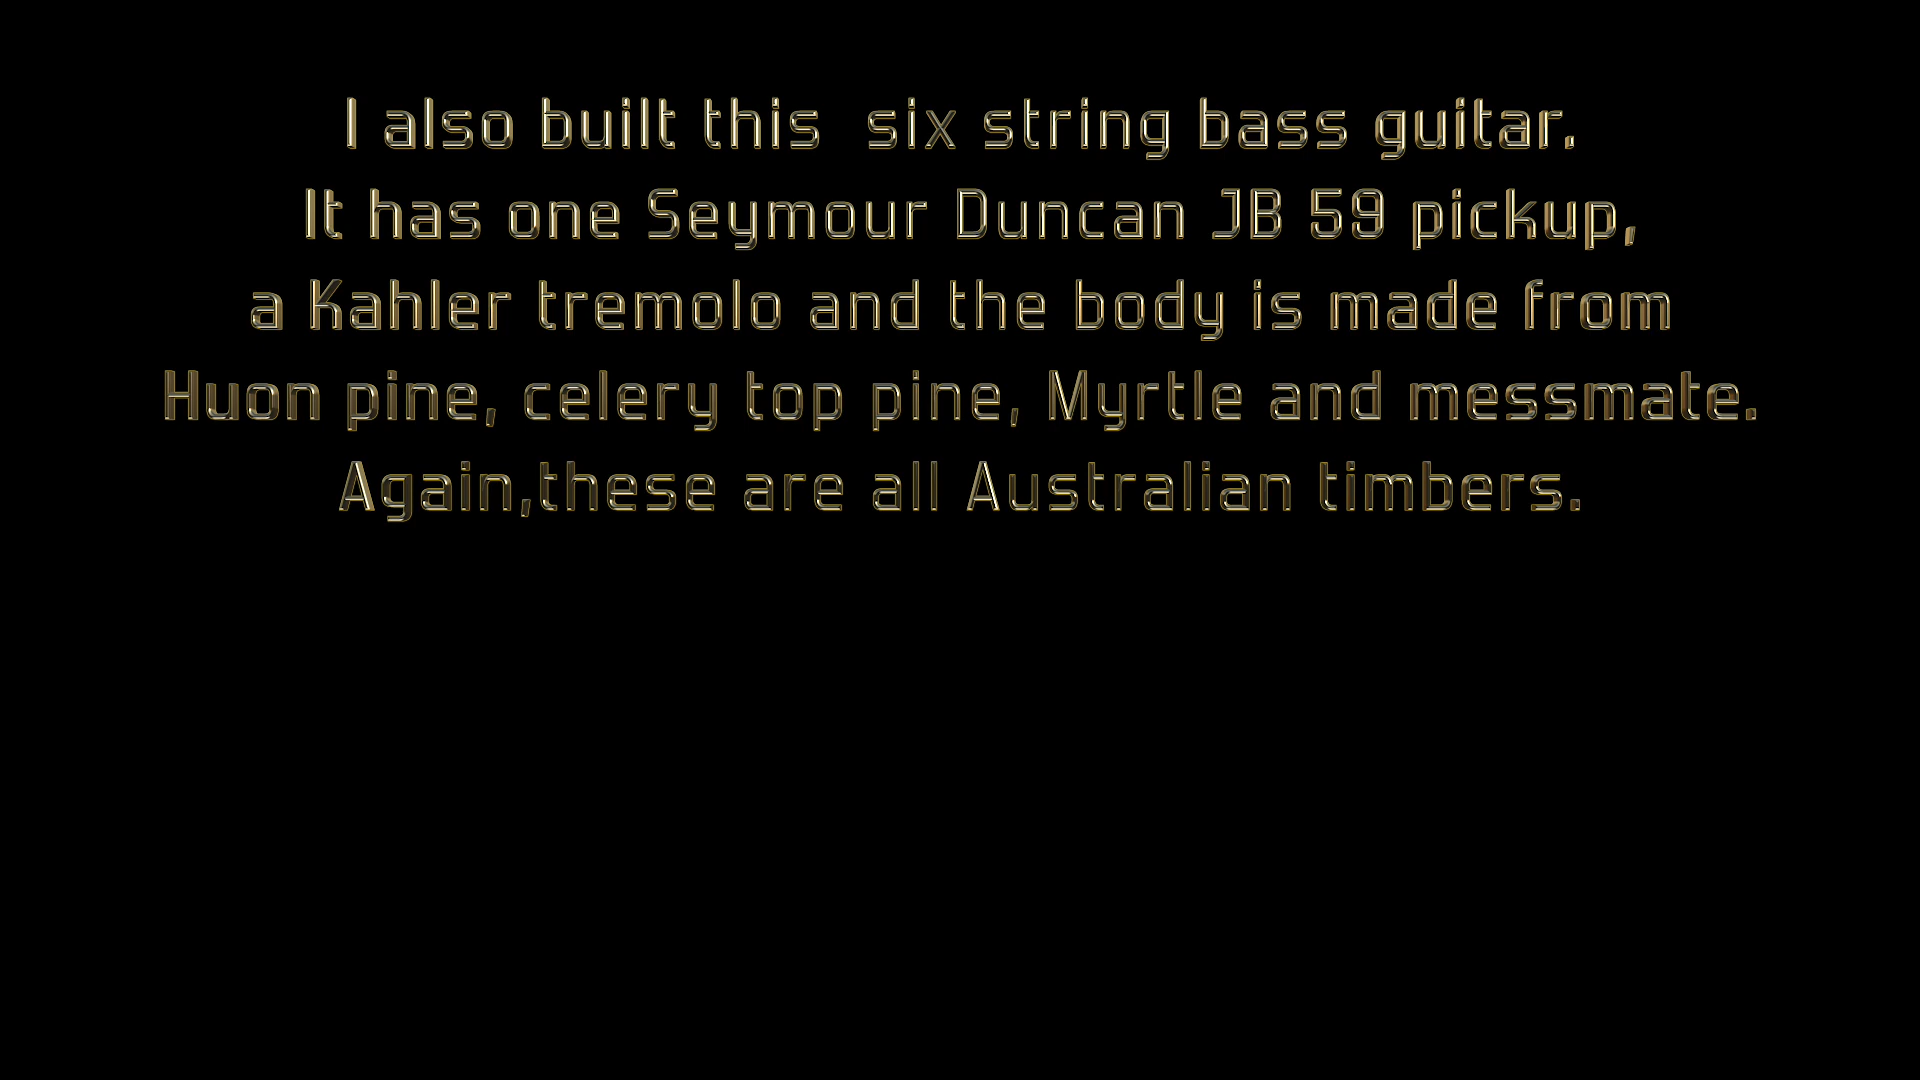 I also built this  six string bass guitar.
It has one Seymour Duncan JB 59 pickup,
a Kahler tremolo and the body is made from
Huon pine, celery top pine, Myrtle and messmate.
Again,these are all Australian timbers.